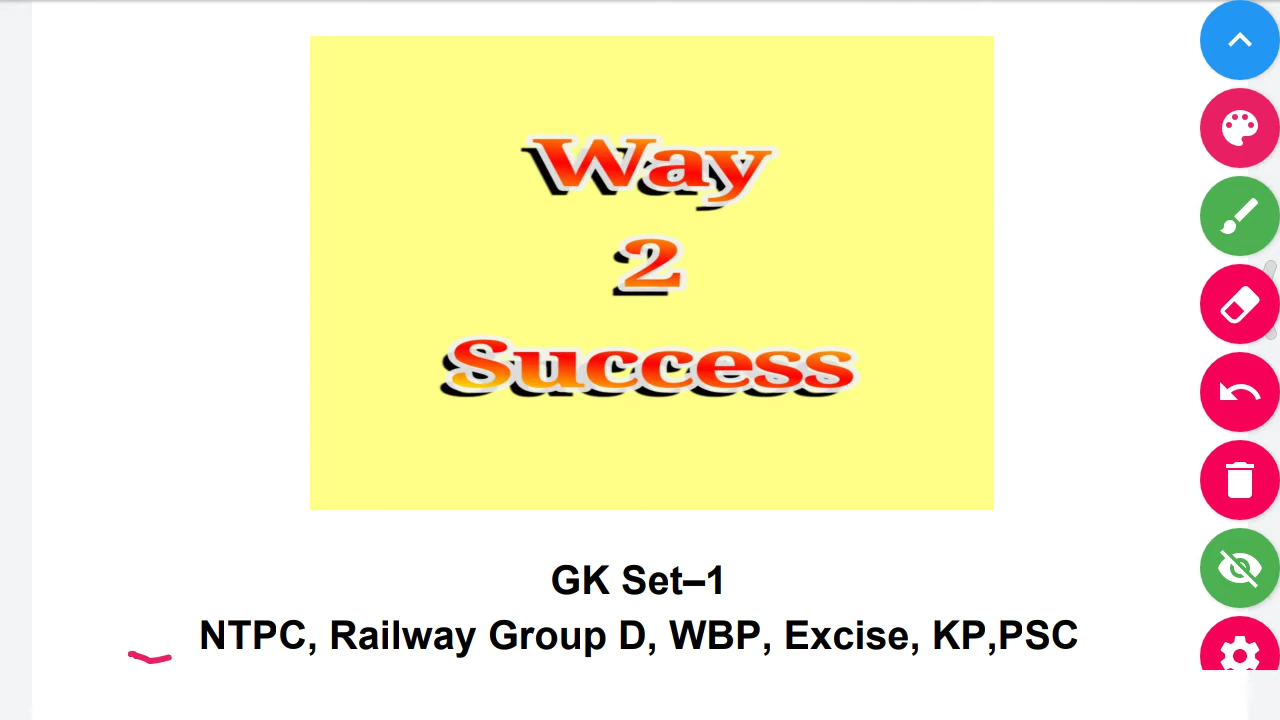 Way
2
Success
GK Set–1
NTPC, Railway Group D, WBP, Excise, KP,PSC